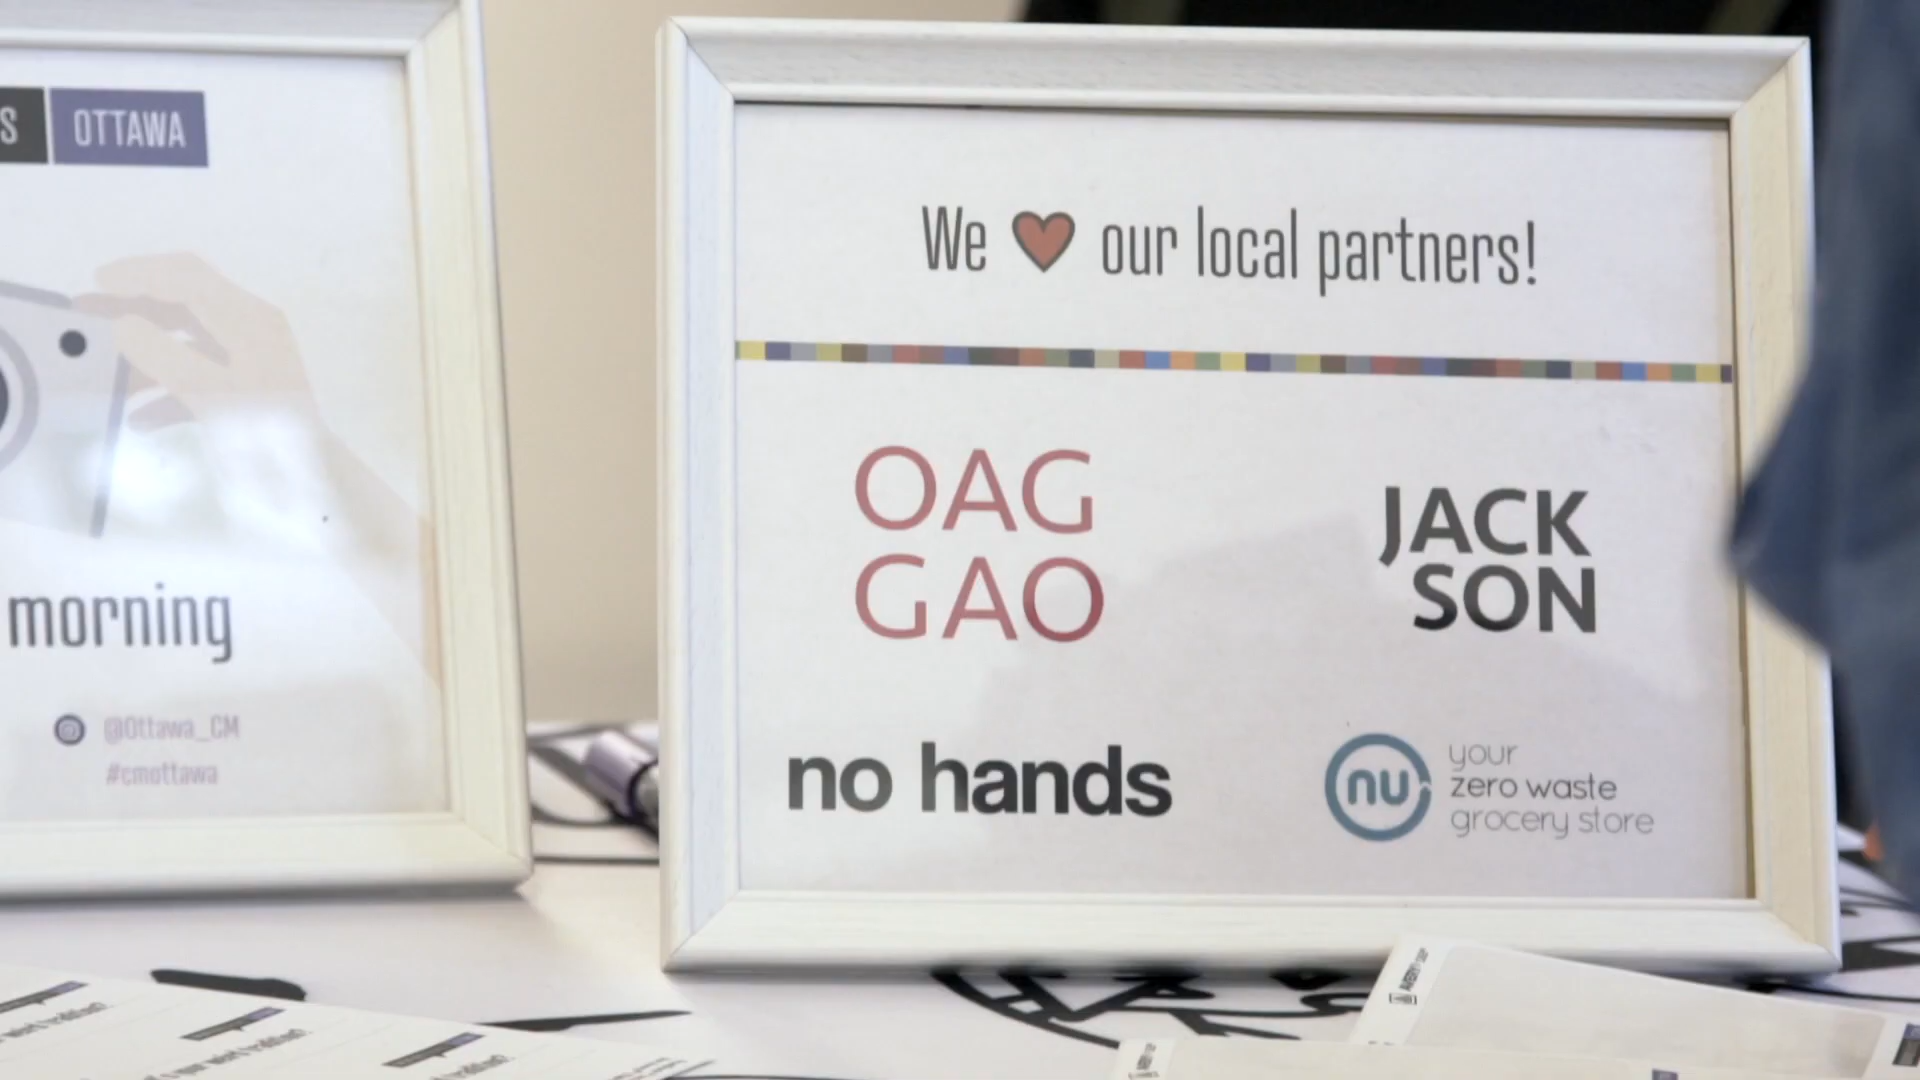 S OTTAWA
morning
@Ottawa_CM
#cmottawa
We ❤ our local partners!
OAG
GAO
JACK
SON
no hands
nu
your
zero waste
grocery store
AVERY